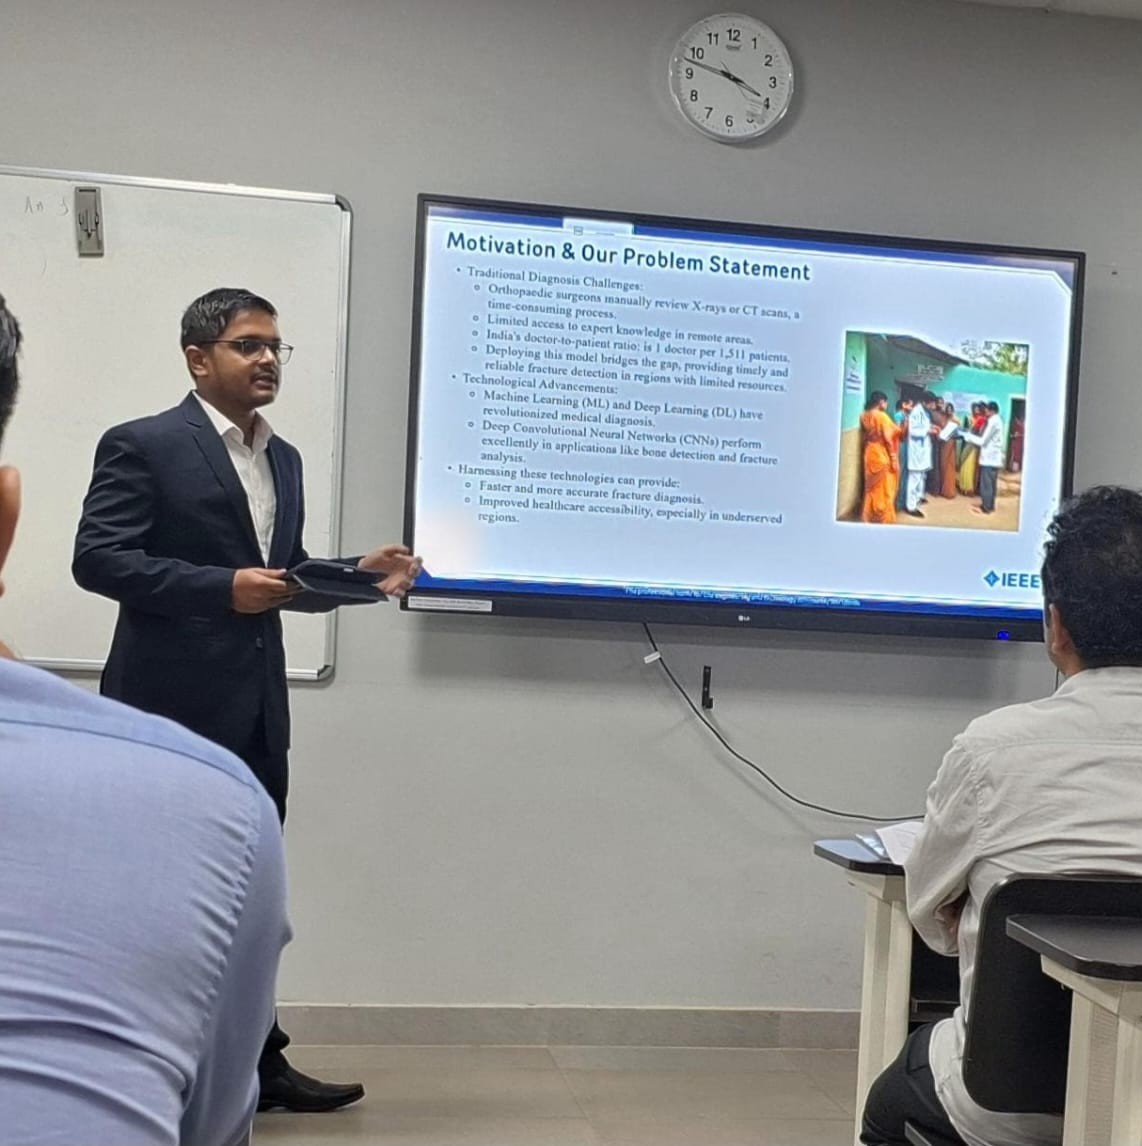 11 12 1
10 2
9 3
8 4
7 6 5
An
Motivation & Our Problem Statement
• Traditional Diagnosis Challenges:
o Orthopaedic surgeons manually review X-rays or CT scans, a
time-consuming process.
o Limited access to expert knowledge in remote areas.
o India's doctor-to-patient ratio: is 1 doctor per 1,511 patients.
o Deploying this model bridges the gap, providing timely and
reliable fracture detection in regions with limited resources.
• Technological Advancements:
o Machine Learning (ML) and Deep Learning (DL) have
revolutionized medical diagnosis.
o Deep Convolutional Neural Networks (CNNs) perform
excellently in applications like bone detection and fracture
analysis.
• Harnessing these technologies can provide:
o Faster and more accurate fracture diagnosis.
o Improved healthcare accessibility, especially in underserved
regions.
IEEE
LG